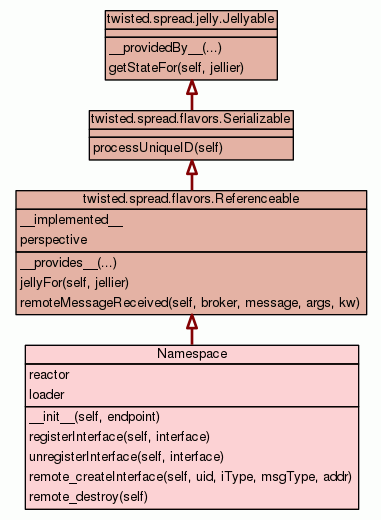 twisted.spread.jelly.Jellyable
__providedBy__(...)
getStateFor(self, jellier)
twisted.spread.flavors.Serializable
processUniqueID(self)
twisted.spread.flavors.Referenceable
__implemented__
perspective
__provides__(...)
jellyFor(self, jellier)
remoteMessageReceived(self, broker, message, args, kw)
Namespace
reactor
loader
__init__(self, endpoint)
registerInterface(self, interface)
unregisterInterface(self, interface)
remote_createInterface(self, uid, iType, msgType, addr)
remote_destroy(self)